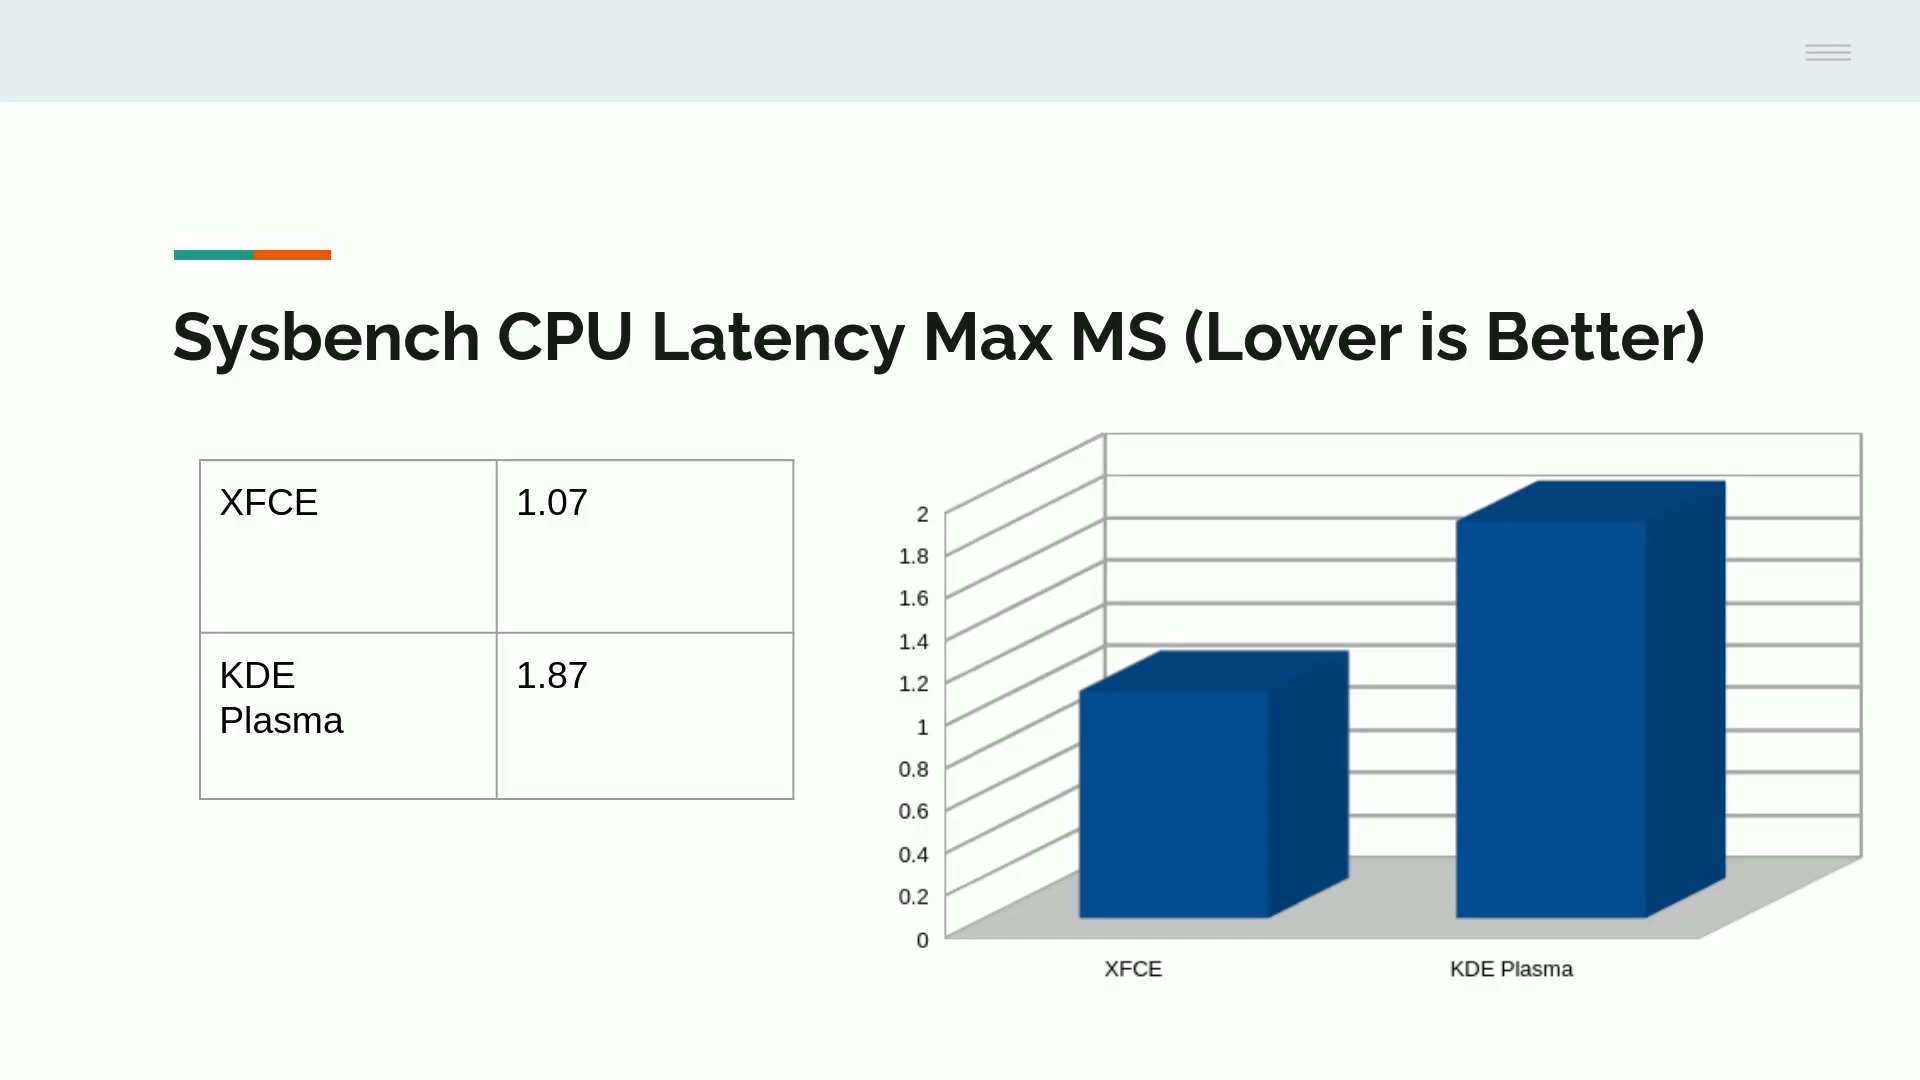 Sysbench CPU Latency Max MS (Lower is Better)
XFCE 1.07
KDE 1.87
Plasma
2
1.8
1.6
1.4
1.2
1
0.8
0.6
0.4
0.2
0
XFCE KDE Plasma